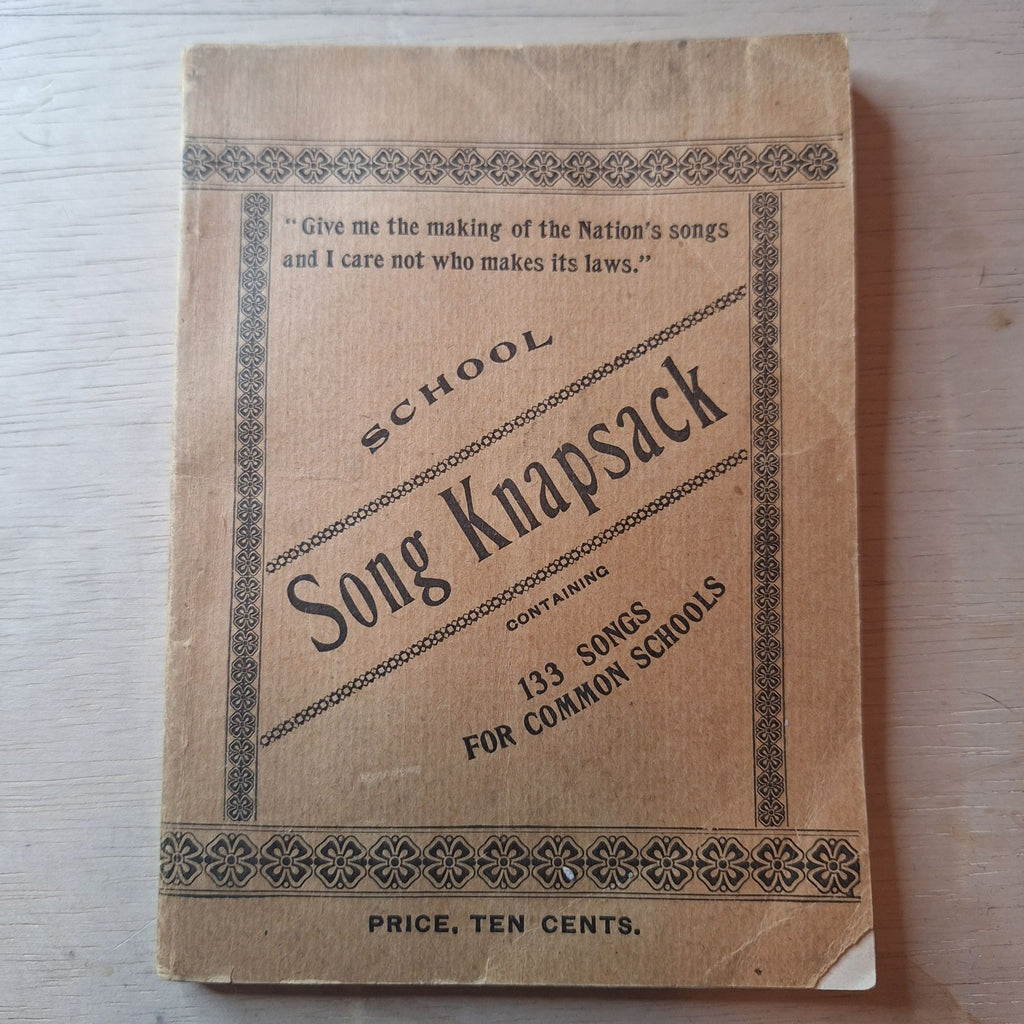 "Give me the making of the Nation's songs
and I care not who makes its laws."
SCHOOL
Song Knapsack
CONTAINING
133 SONGS
FOR COMMON SCHOOLS
PRICE, TEN CENTS.